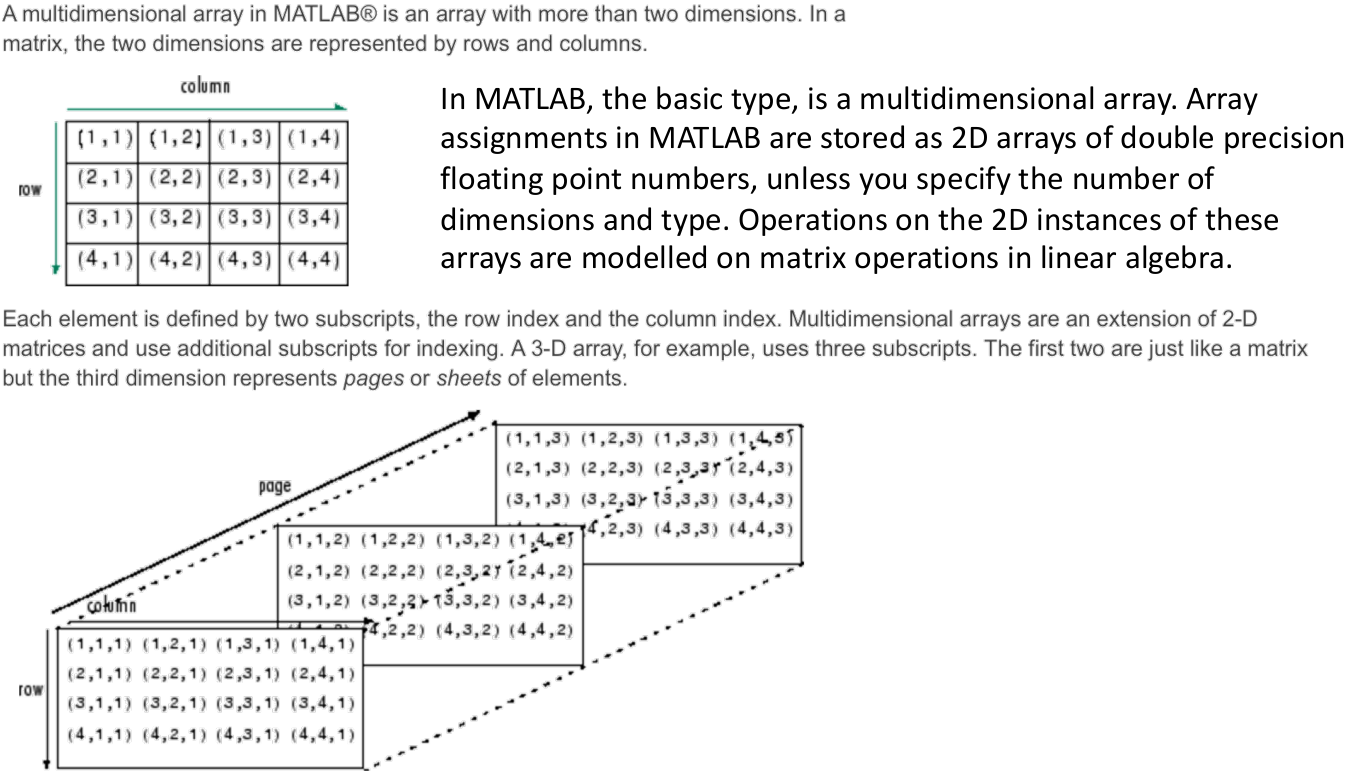 A multidimensional array in MATLAB® is an array with more than two dimensions. In a
matrix, the two dimensions are represented by rows and columns.
column
row
(1,1) (1,2) (1,3) (1,4)
(2,1) (2,2) (2,3) (2,4)
(3,1) (3,2) (3,3) (3,4)
(4,1) (4,2) (4,3) (4,4)
In MATLAB, the basic type, is a multidimensional array. Array
assignments in MATLAB are stored as 2D arrays of double precision
floating point numbers, unless you specify the number of
dimensions and type. Operations on the 2D instances of these
arrays are modelled on matrix operations in linear algebra.
Each element is defined by two subscripts, the row index and the column index. Multidimensional arrays are an extension of 2-D
matrices and use additional subscripts for indexing. A 3-D array, for example, uses three subscripts. The first two are just like a matrix
but the third dimension represents pages or sheets of elements.
page
(1,1,3) (1,2,3) (1,3,3) (1,4,3)
(2,1,3) (2,2,3) (2,3,3) (2,4,3)
(3,1,3) (3,2,3) (3,3,3) (3,4,3)
(4,3,3) (4,4,3)
(1,1,2) (1,2,2) (1,3,2) (1,4,2)
(2,1,2) (2,2,2) (2,3,2) (2,4,2)
(3,1,2) (3,2,2) (3,3,2) (3,4,2)
(4,3,2) (4,4,2)
column
row
(1,1,1) (1,2,1) (1,3,1) (1,4,1)
(2,1,1) (2,2,1) (2,3,1) (2,4,1)
(3,1,1) (3,2,1) (3,3,1) (3,4,1)
(4,1,1) (4,2,1) (4,3,1) (4,4,1)